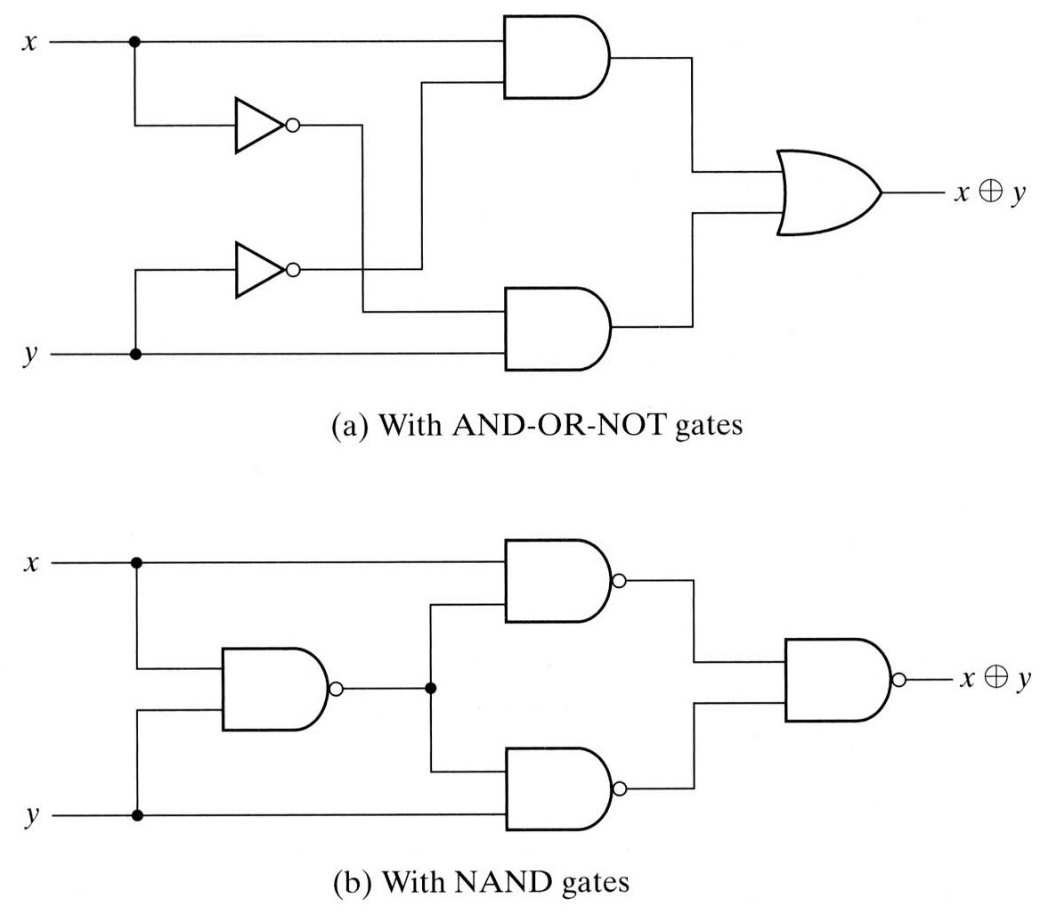 x
y
x ⊕ y
(a) With AND-OR-NOT gates
x
y
x ⊕ y
(b) With NAND gates